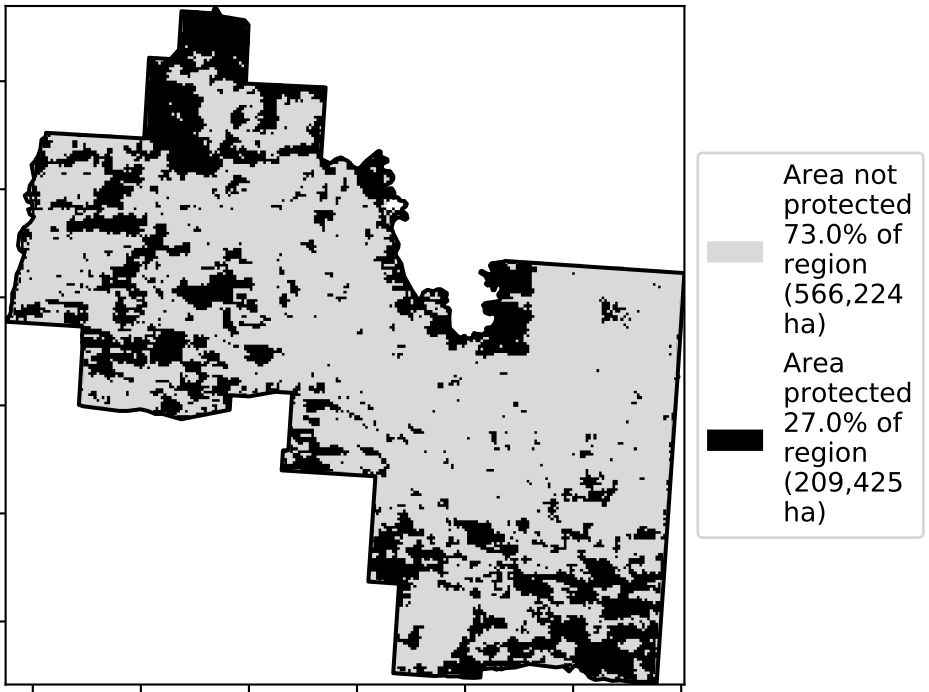 Area not
protected
73.0% of
region
(566,224
ha)
Area
protected
27.0% of
region
(209,425
ha)